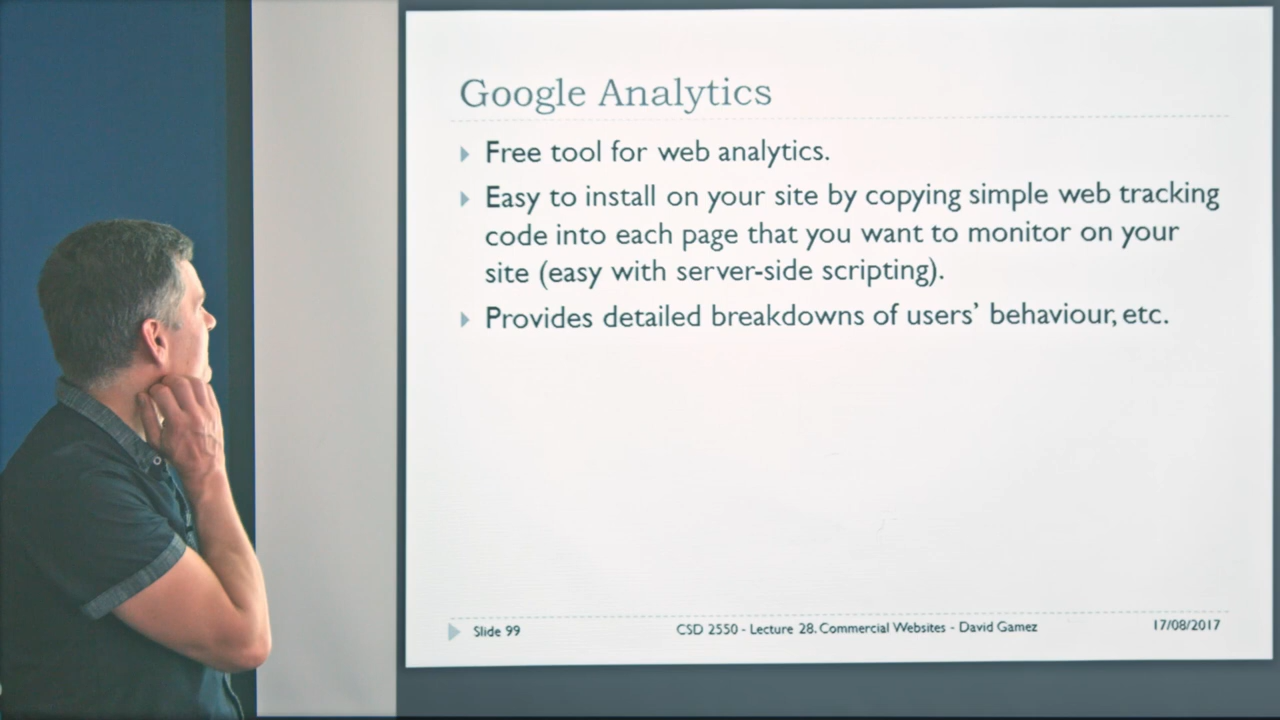 Google Analytics
Free tool for web analytics.
Easy to install on your site by copying simple web tracking
code into each page that you want to monitor on your
site (easy with server-side scripting).
Provides detailed breakdowns of users’ behaviour, etc.
Slide 99
CSD 2550 - Lecture 28. Commercial Websites - David Gamez
17/08/2017